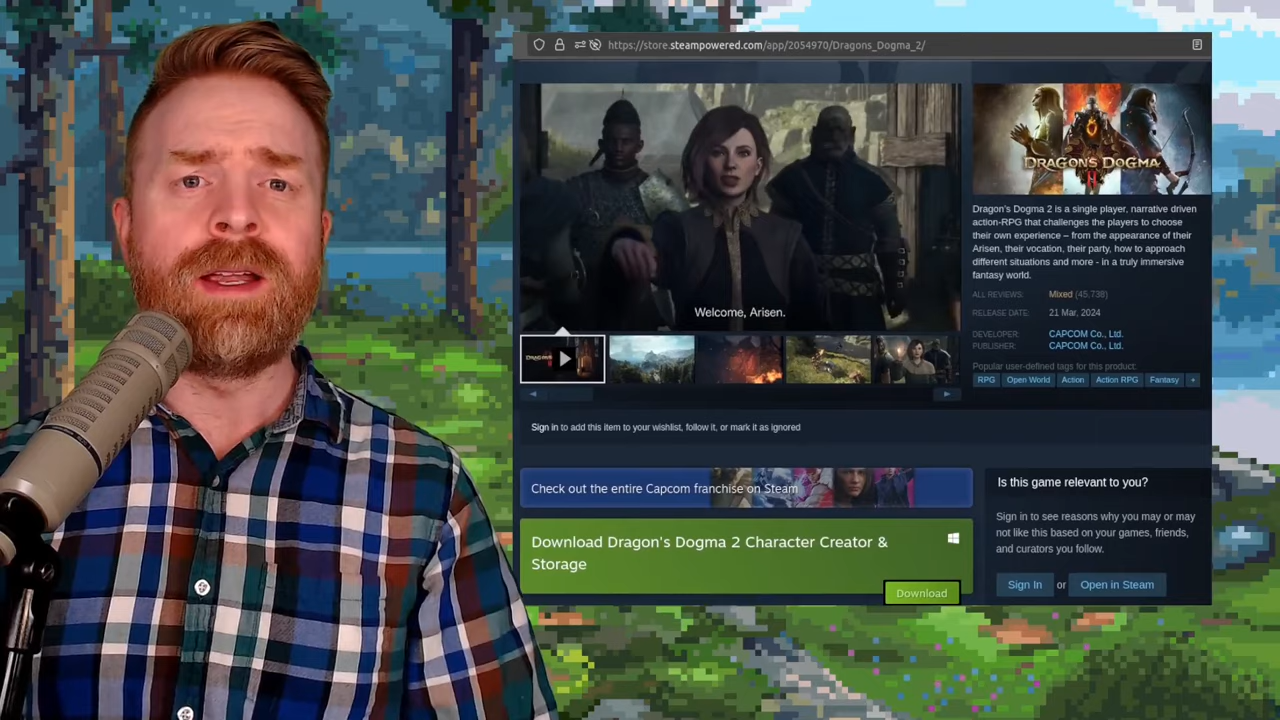 https://store.steampowered.com/app/2054970/Dragons_Dogma_2/
Welcome, Arisen.
DRAGON'S DOGMA
II
Dragon's Dogma 2 is a single player, narrative driven
action-RPG that challenges the players to choose
their own experience – from the appearance of their
Arisen, their vocation, their party, how to approach
different situations and more - in a truly immersive
fantasy world.
ALL REVIEWS: Mixed (45,738)
RELEASE DATE: 21 Mar, 2024
DEVELOPER: CAPCOM Co., Ltd.
PUBLISHER: CAPCOM Co., Ltd.
Popular user-defined tags for this product:
RPG Open World Action Action RPG Fantasy +
Sign in to add this item to your wishlist, follow it, or mark it as ignored
Check out the entire Capcom franchise on Steam
Download Dragon's Dogma 2 Character Creator &
Storage
Download
Is this game relevant to you?
Sign in to see reasons why you may or may
not like this based on your games, friends,
and curators you follow.
Sign In or Open in Steam